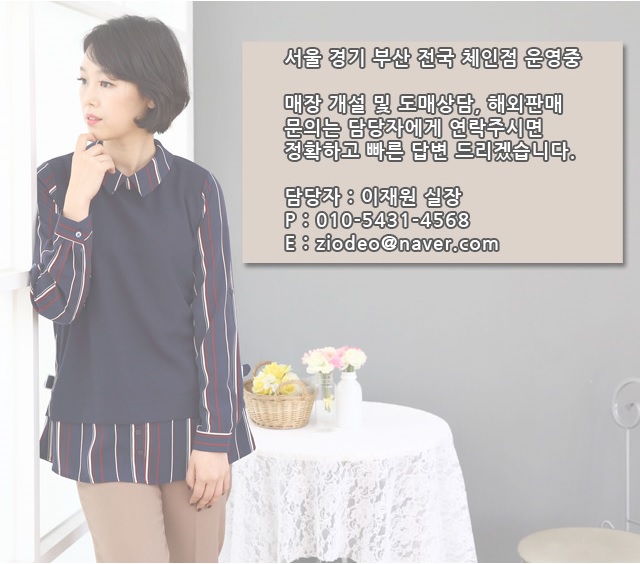 서울 경기 부산 전국 체인점 운영중
매장 개설 및 도매상담, 해외판매
문의는 담당자에게 연락주시면
정확하고 빠른 답변 드리겠습니다.
담당자 : 이재원 실장
P : 010-5431-4568
E : ziodeo@naver.com